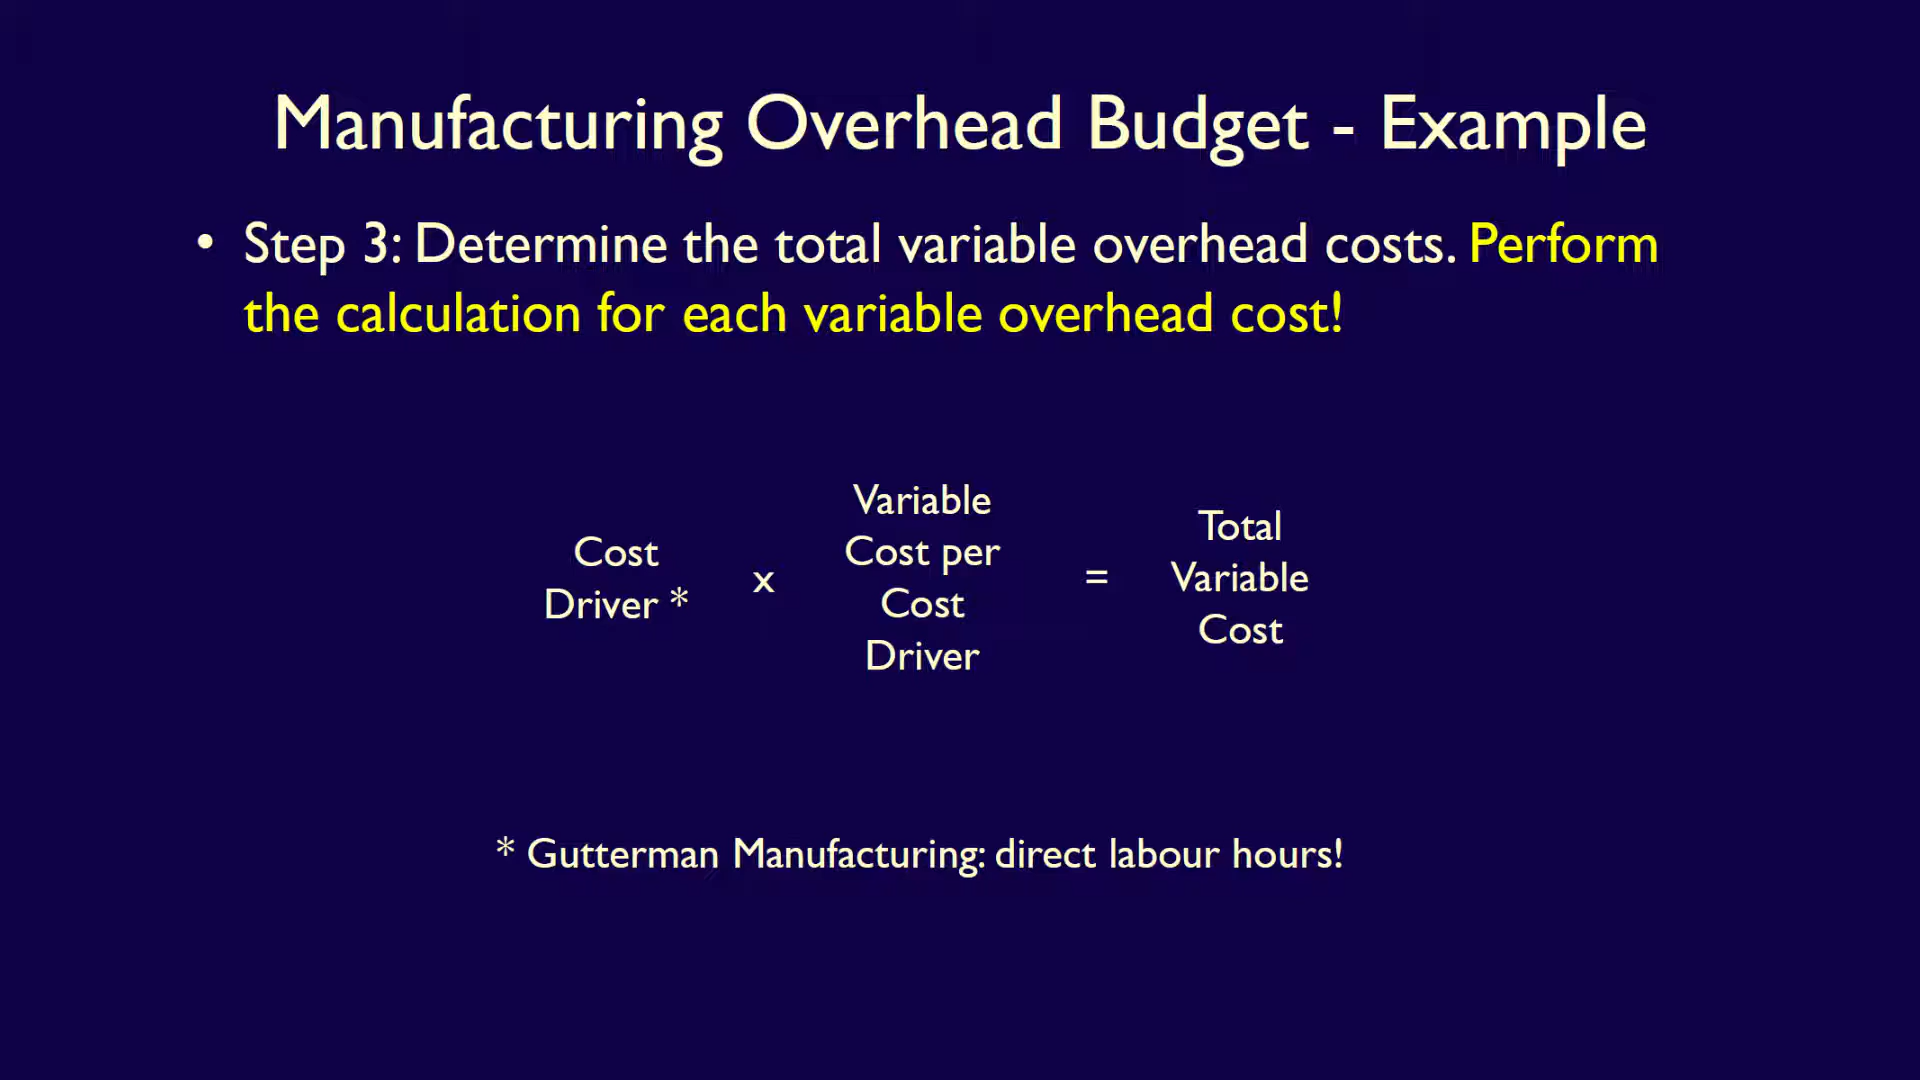 Manufacturing Overhead Budget - Example
• Step 3: Determine the total variable overhead costs. Perform
the calculation for each variable overhead cost!
Cost
Driver *
x
Variable
Cost per
Cost
Driver
=
Total
Variable
Cost
* Gutterman Manufacturing: direct labour hours!